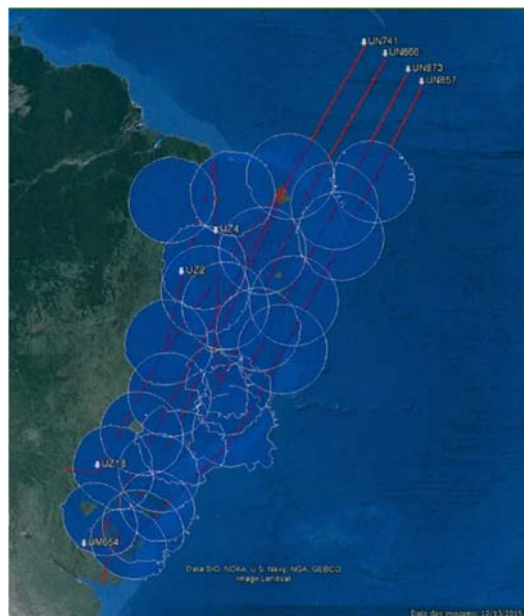 UN741
UN866
UN873
UN857
UZ4
UZ2
UZ18
UM654
Data SIO, NOAA, U.S. Navy, NGA, GEBCO
Image Landsat